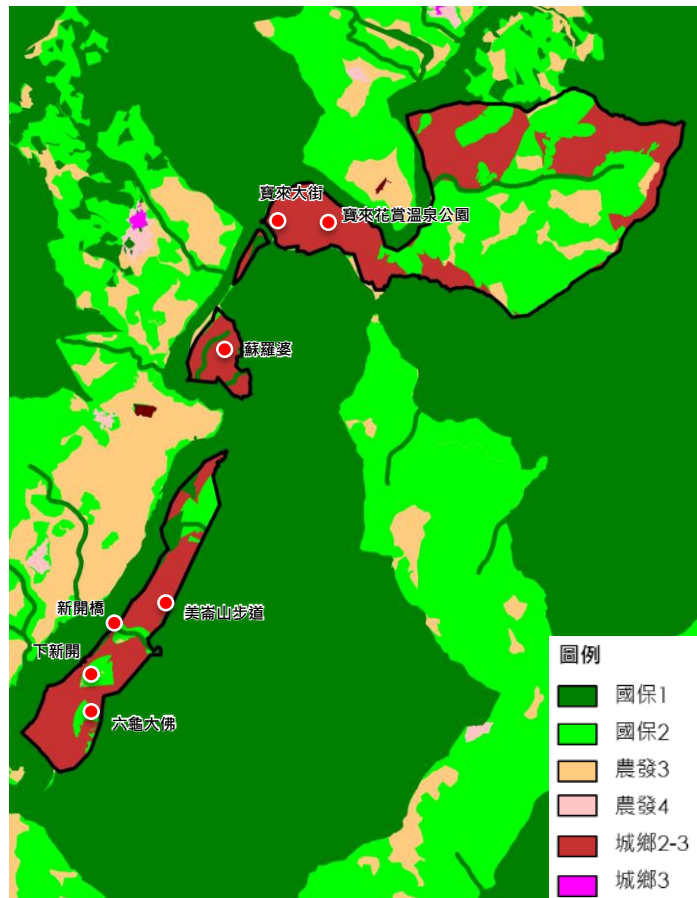 寶來大街
寶來花賞溫泉公園
蘇羅婆
新開橋
美崙山步道
下新開
六龜大佛
圖例
國保1
國保2
農發3
農發4
城鄉2-3
城鄉3